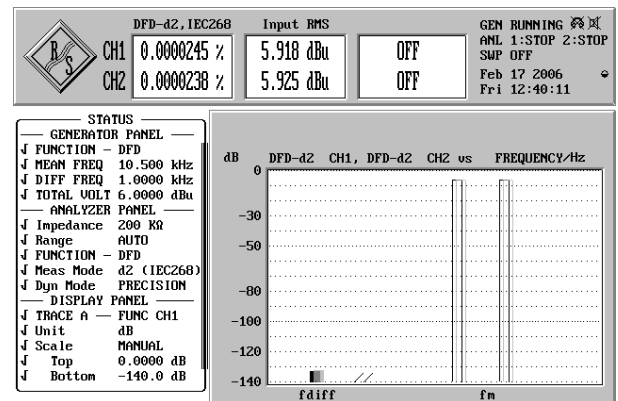 DFD-d2,IEC268 Input RMS
R S
CH1 0.0000245 % 5.918 dBu OFF
CH2 0.0000238 % 5.925 dBu OFF
GEN RUNNING
ANL 1:STOP 2:STOP
SWP OFF
Feb 17 2006
Fri 12:40:11
STATUS
GENERATOR PANEL
FUNCTION - DFD
MEAN FREQ 10.500 kHz
DIFF FREQ 1.0000 kHz
TOTAL VOLT 6.0000 dBu
ANALYZER PANEL
Impedance 200 KΩ
Range AUTO
FUNCTION - DFD
Meas Mode d2 (IEC268)
Dyn Mode PRECISION
DISPLAY PANEL
TRACE A — FUNC CH1
Unit dB
Scale MANUAL
Top 0.0000 dB
Bottom -140.0 dB
dB DFD-d2 CH1, DFD-d2 CH2 vs FREQUENCY/Hz
0
-30
-50
-80
-100
-120
-140
fdiff fm